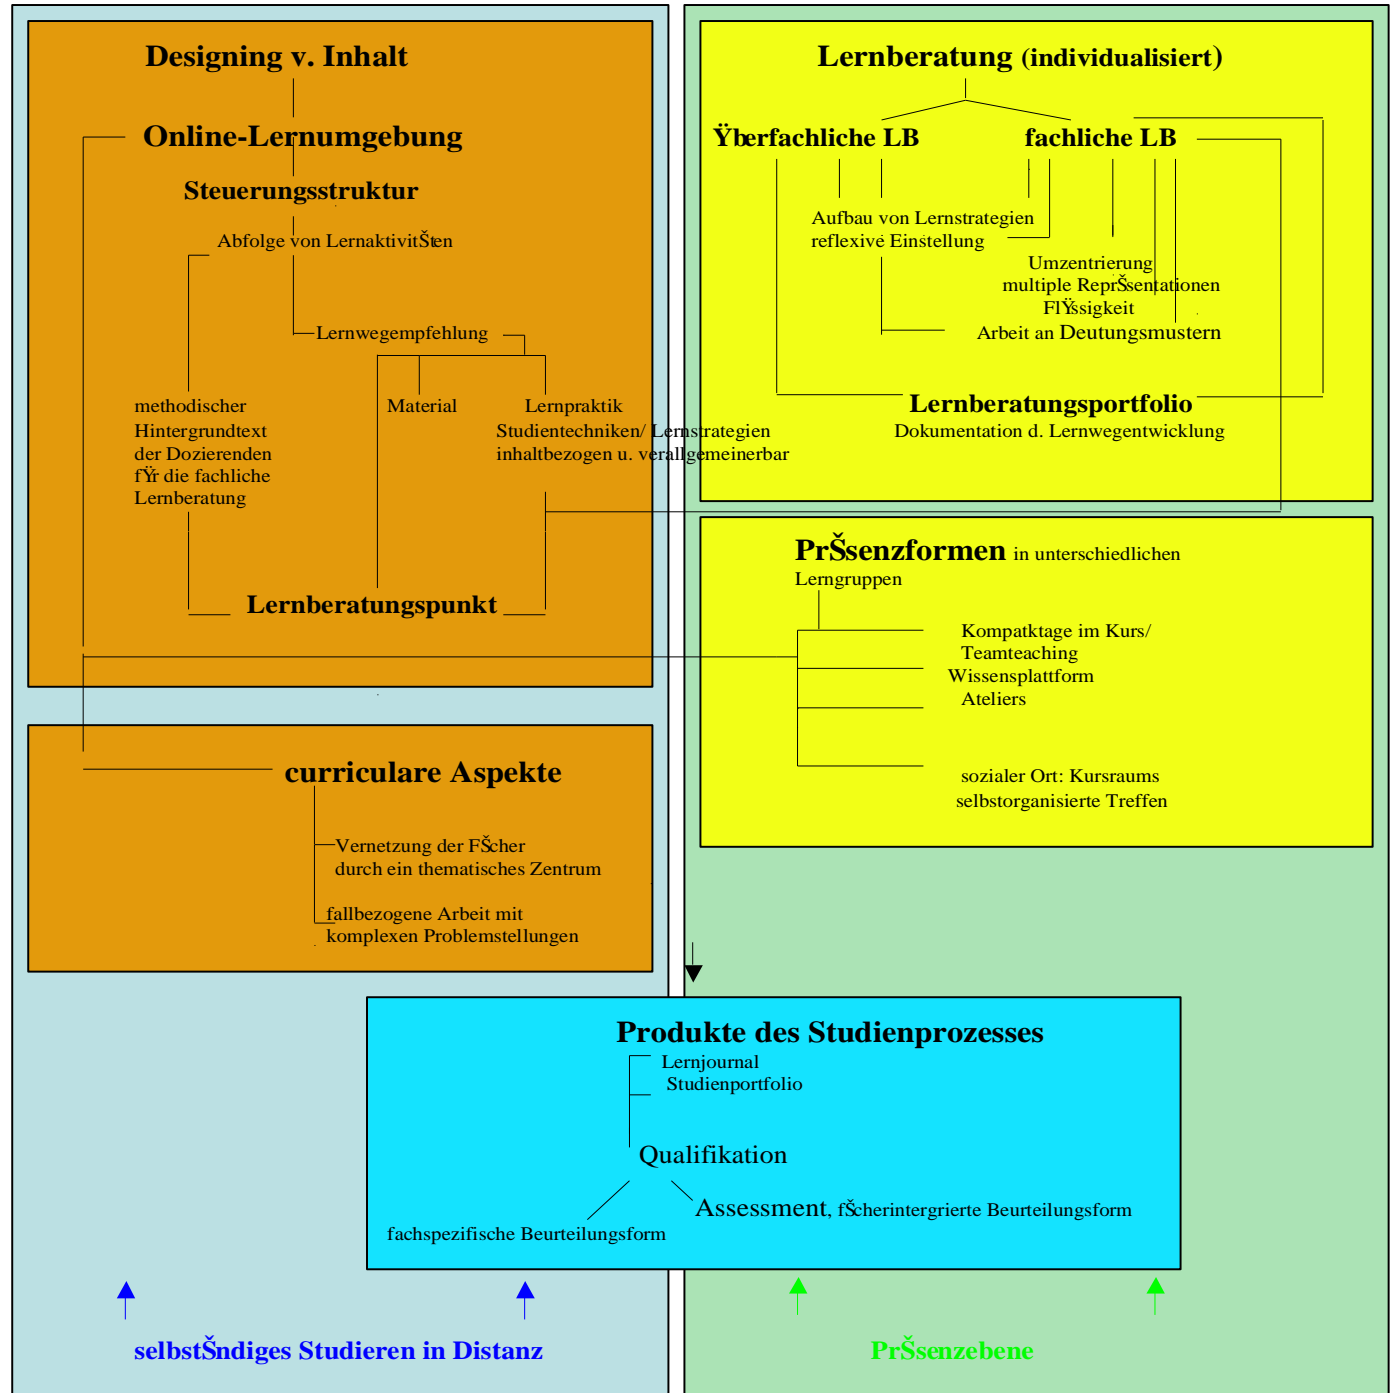 Designing v. Inhalt
Online-Lernumgebung
Steuerungsstruktur
Abfolge von LernaktivitŠten
Lernwegempfehlung
methodischer
Hintergrundtext
der Dozierenden
fŸr die fachliche
Lernberatung
Material
Lernpraktik
Studientechniken/ Lernstrategien
inhaltbezogen u. verallgemeinerbar
Lernberatungspunkt
curriculare Aspekte
Vernetzung der FŠcher
durch ein thematisches Zentrum
fallbezogene Arbeit mit
komplexen Problemstellungen
Lernberatung (individualisiert)
Ÿberfachliche LB
fachliche LB
Aufbau von Lernstrategien
reflexive Einstellung
Umzentrierung
multiple ReprŠsentationen
FlŸssigkeit
Arbeit an Deutungsmustern
Lernberatungsportfolio
Dokumentation d. Lernwegentwicklung
PrŠsenzformen in unterschiedlichen
Lerngruppen
Kompatktage im Kurs/
Teamteaching
Wissensplattform
Ateliers
sozialer Ort: Kursraums
selbstorganisierte Treffen
Produkte des Studienprozesses
Lernjournal
Studienportfolio
Qualifikation
Assessment, fŠcherintergrierte Beurteilungsform
fachspezifische Beurteilungsform
selbstŠndiges Studieren in Distanz
PrŠsenzebene